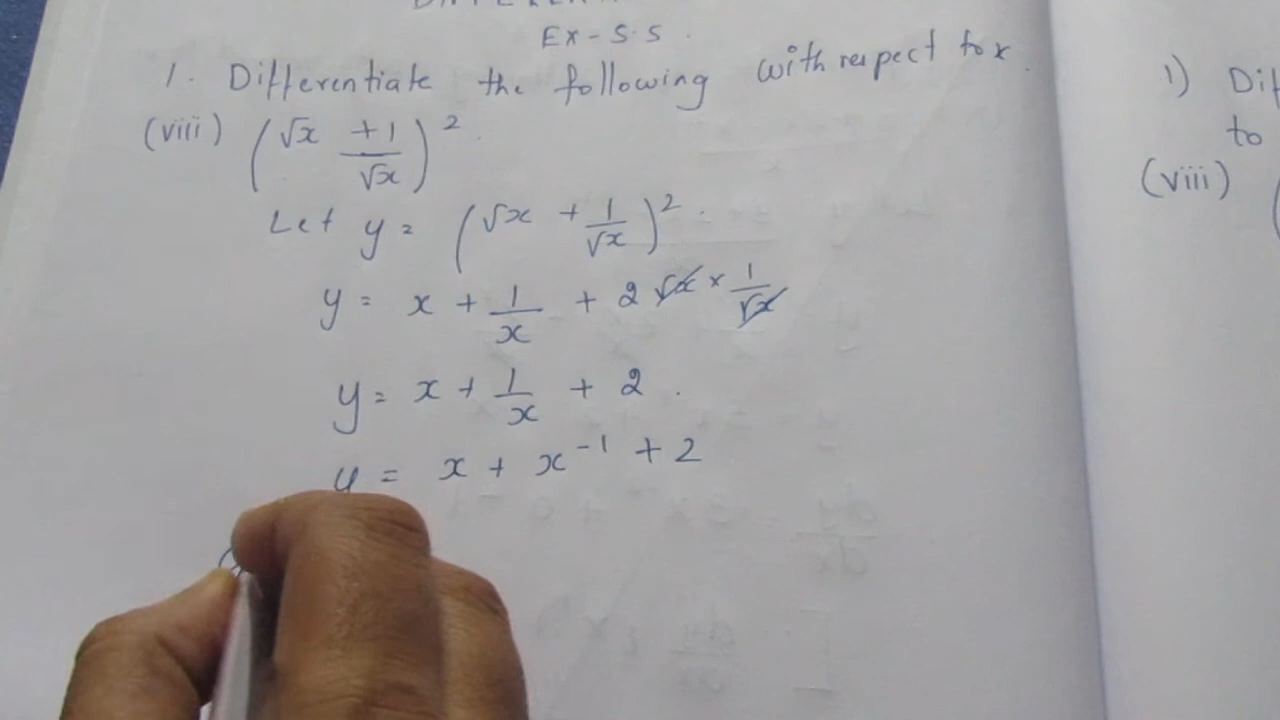 EX - 5.5.
1. Differentiate the following with respect to x.
(viii) (√x +1/√x)²
Let y = (√x + 1/√x)².
y = x + 1/x + 2 √x × 1/√x
y = x + 1/x + 2.
y = x + x⁻¹ + 2
1)
to
(viii)